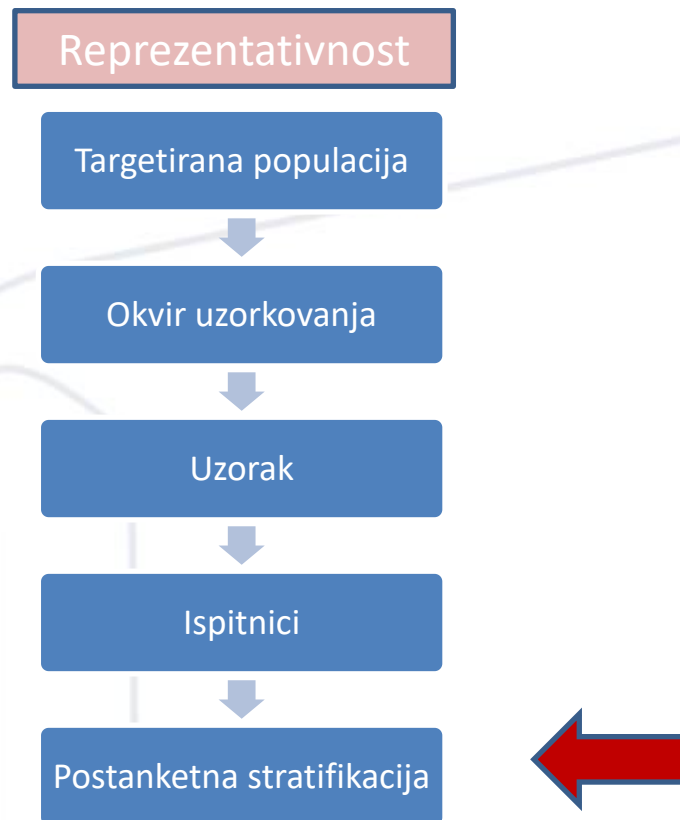 Reprezentativnost
Targetirana populacija
Okvir uzorkovanja
Uzorak
Ispitnici
Postanketna stratifikacija